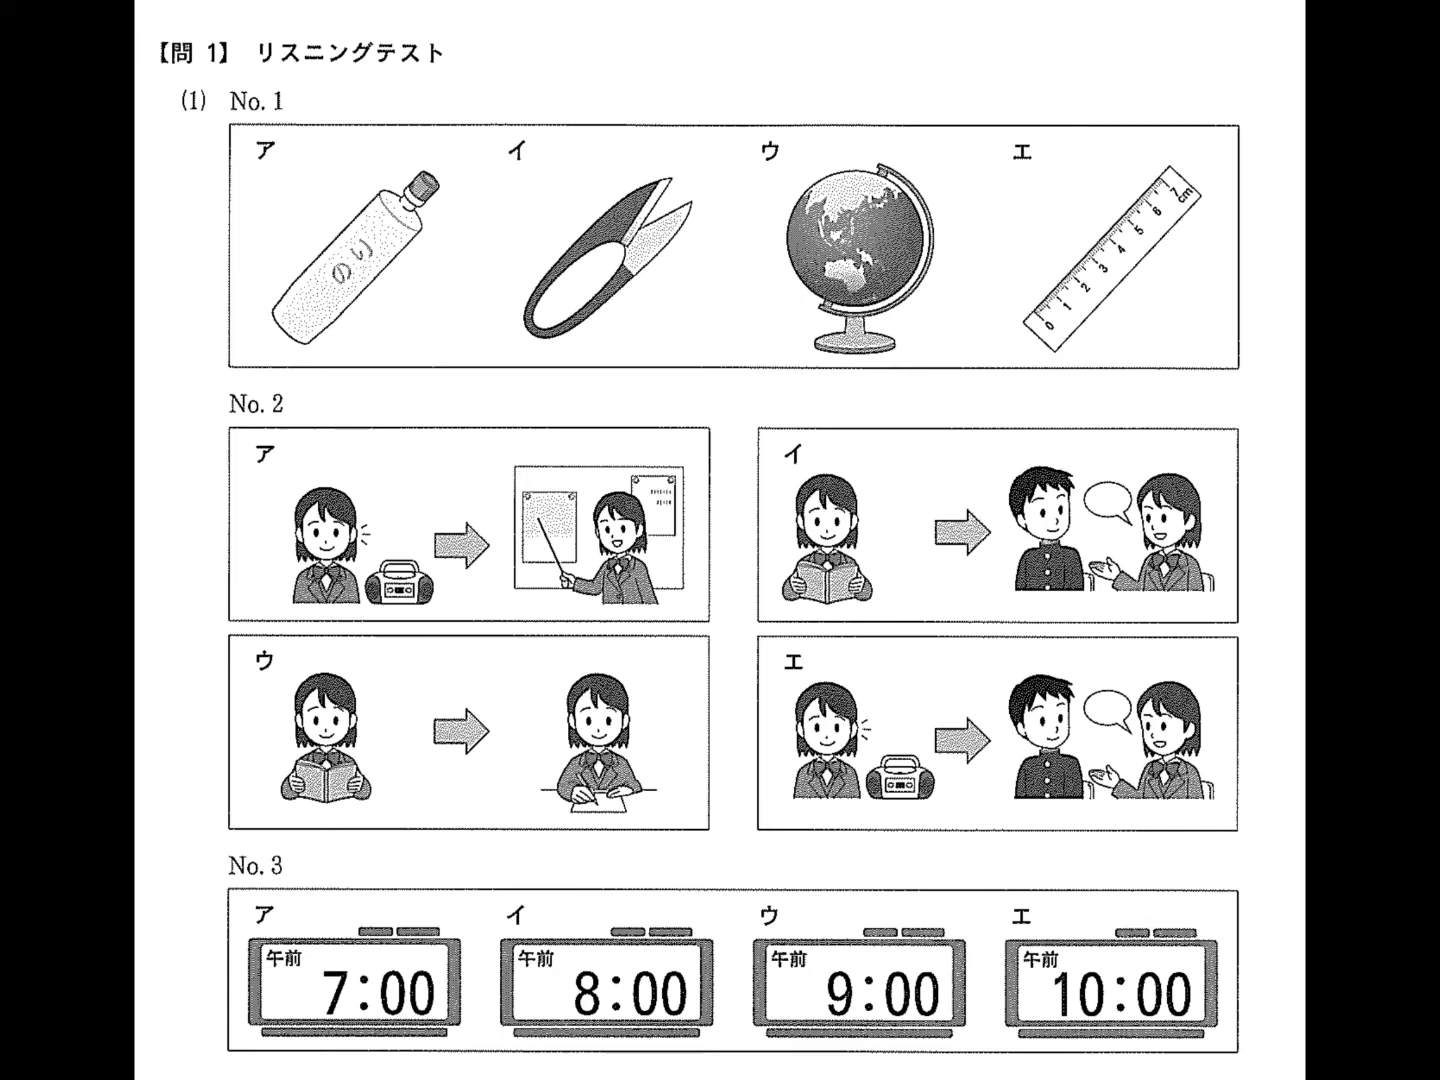 【問 1】 リスニングテスト
(1) No. 1
ア イ ウ エ
のり
0 1 2 3 4 5 6 7 cm
No. 2
ア イ
ウ エ
No. 3
ア イ ウ エ
午前 午前 午前 午前
7:00 8:00 9:00 10:00